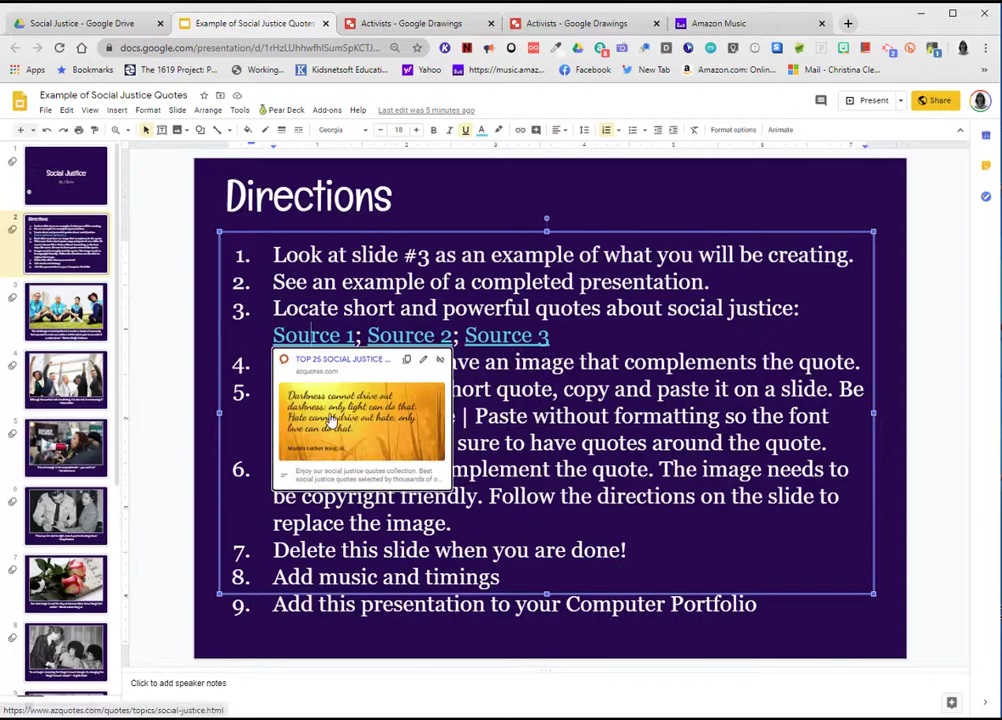 Social Justice - Google Drive
Example of Social Justice Quotes
Activists - Google Drawings
Activists - Google Drawings
Amazon Music
docs.google.com/presentation/d/1rHzLUhhwfhlSumSpKCTJ...
Apps
Bookmarks
The 1619 Project: P...
Working...
Kidsnetsoft Educati...
Yahoo
https://music.amaz...
Facebook
New Tab
Amazon.com: Onlin...
Mail - Christina Cle...
Example of Social Justice Quotes
File Edit View Insert Format Slide Arrange Tools Pear Deck Add-ons Help Last edit was 5 minutes ago
Present
Share
Georgia
18
Format options
Animate
Social Justice
Directions
1. Look at slide #3 as an example of what you will be creating.
2. See an example of a completed presentation.
3. Locate short and powerful quotes about social justice:
Source 1; Source 2; Source 3
4. ave an image that complements the quote.
5. hort quote, copy and paste it on a slide. Be
| Paste without formatting so the font
sure to have quotes around the quote.
6. mplement the quote. The image needs to
be copyright friendly. Follow the directions on the slide to
replace the image.
7. Delete this slide when you are done!
8. Add music and timings
9. Add this presentation to your Computer Portfolio
TOP 25 SOCIAL JUSTICE ...
azquotes.com
Darkness cannot drive out
darkness; only light can do that.
Hate cannot drive out hate; only
love can do that.
Martin Luther King, Jr.
Enjoy our social justice quotes collection. Best
social justice quotes selected by thousands of o...
Click to add speaker notes
https://www.azquotes.com/quotes/topics/social-justice.html